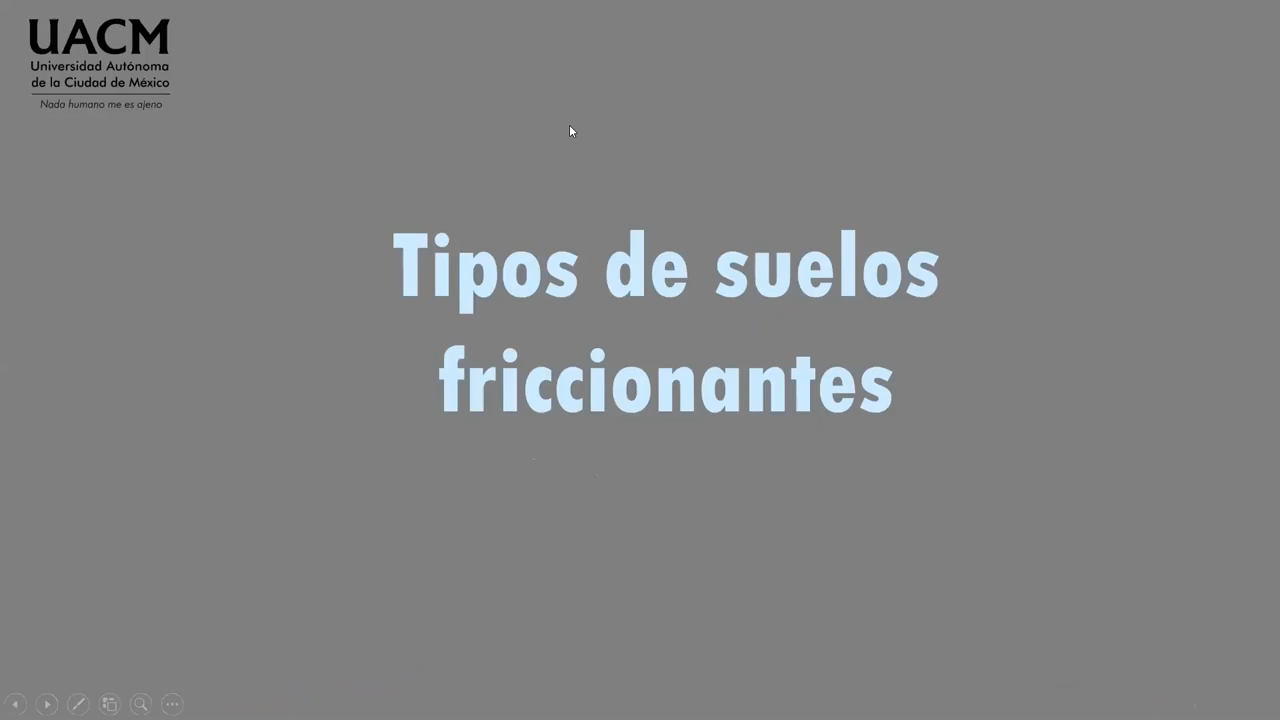 UACM
Universidad Autónoma
de la Ciudad de México
Nada humano me es ajeno
Tipos de suelos
friccionantes